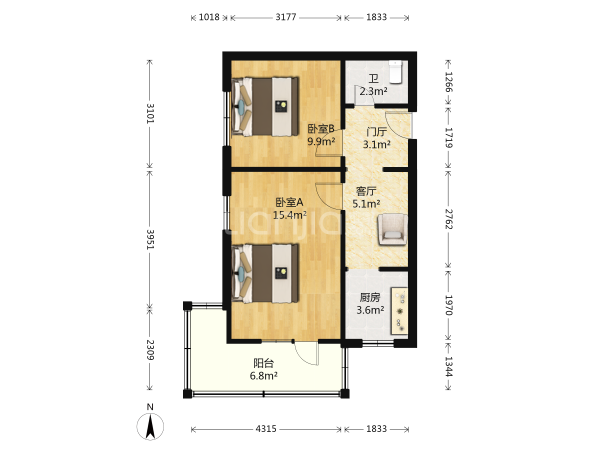 1018
3177
1833
3101
3951
2309
1266
1719
2762
1970
1344
卫
2.3m²
卧室B
9.9m²
门厅
3.1m²
卧室A
15.4m²
客厅
5.1m²
厨房
3.6m²
阳台
6.8m²
N
4315
1833